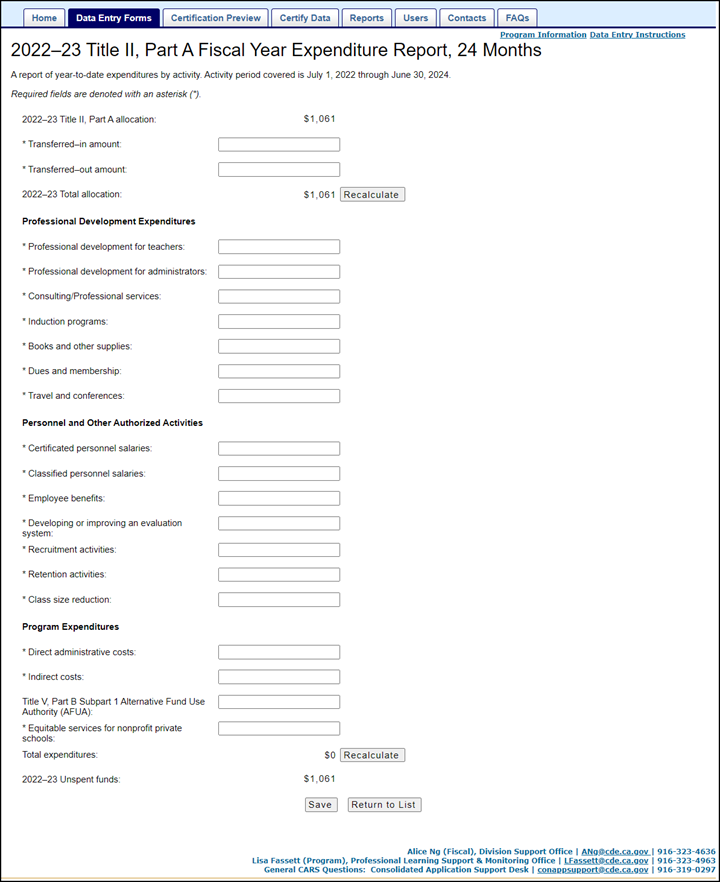 Home Data Entry Forms Certification Preview Certify Data Reports Users Contacts FAQs
Program Information Data Entry Instructions
2022–23 Title II, Part A Fiscal Year Expenditure Report, 24 Months
A report of year-to-date expenditures by activity. Activity period covered is July 1, 2022 through June 30, 2024.
Required fields are denoted with an asterisk (*).
2022–23 Title II, Part A allocation: $1,061
* Transferred–in amount:
* Transferred–out amount:
2022–23 Total allocation: $1,061 Recalculate
Professional Development Expenditures
* Professional development for teachers:
* Professional development for administrators:
* Consulting/Professional services:
* Induction programs:
* Books and other supplies:
* Dues and membership:
* Travel and conferences:
Personnel and Other Authorized Activities
* Certificated personnel salaries:
* Classified personnel salaries:
* Employee benefits:
* Developing or improving an evaluation
system:
* Recruitment activities:
* Retention activities:
* Class size reduction:
Program Expenditures
* Direct administrative costs:
* Indirect costs:
Title V, Part B Subpart 1 Alternative Fund Use
Authority (AFUA):
* Equitable services for nonprofit private
schools:
Total expenditures: $0 Recalculate
2022–23 Unspent funds: $1,061
Save Return to List
Alice Ng (Fiscal), Division Support Office | ANg@cde.ca.gov | 916-323-4636
Lisa Fassett (Program), Professional Learning Support & Monitoring Office | LFassett@cde.ca.gov | 916-323-4963
General CARS Questions: Consolidated Application Support Desk | conappsupport@cde.ca.gov | 916-319-0297